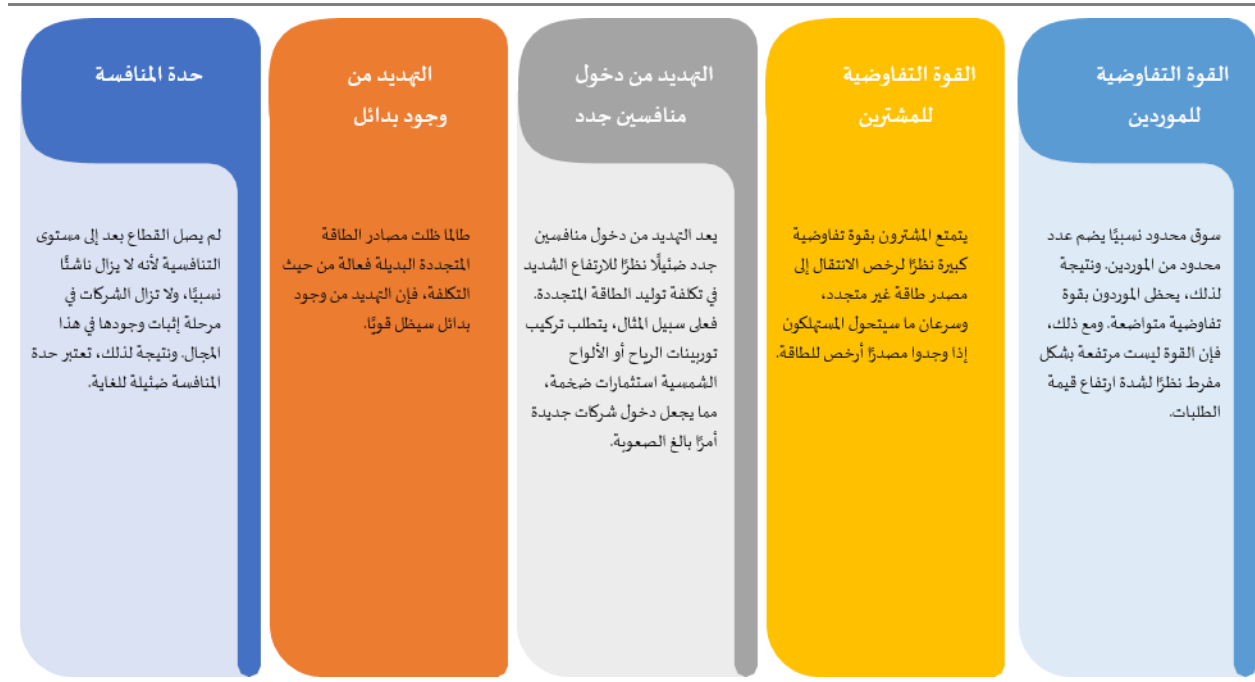 القوة التفاوضية
للموردين
سوق محدود نسبيًا يضم عدد
محدود من الموردين. ونتيجة
لذلك، يحظى الموردون بقوة
تفاوضية متواضعة. ومع ذلك،
فإن القوة ليست مرتفعة بشكل
مفرط نظرًا لشدة ارتفاع قيمة
الطلبات.
القوة التفاوضية
للمشترين
يتمتع المشترون بقوة تفاوضية
كبيرة نظرًا لرخص الانتقال إلى
مصدر طاقة غير متجدد،
وسرعان ما سيتحول المستهلكون
إذا وجدوا مصدرًا أرخص للطاقة.
التهديد من دخول
منافسين جدد
يعد التهديد من دخول منافسين
جدد ضئيلًا نظرًا للارتفاع الشديد
في تكلفة توليد الطاقة المتجددة.
فعلى سبيل المثال، يتطلب تركيب
توربينات الرياح أو الألواح
الشمسية استثمارات ضخمة،
مما يجعل دخول شركات جديدة
أمرًا بالغ الصعوبة.
التهديد من
وجود بدائل
طالما ظلت مصادر الطاقة
المتجددة البديلة فعالة من حيث
التكلفة، فإن التهديد من وجود
بدائل سيظل قويًا.
حدة المنافسة
لم يصل القطاع بعد إلى مستوى
التنافسية لأنه لا يزال ناشئًا
نسبيًا، ولا تزال الشركات في
مرحلة إثبات وجودها في هذا
المجال. ونتيجة لذلك، تعتبر حدة
المنافسة ضئيلة للغاية.